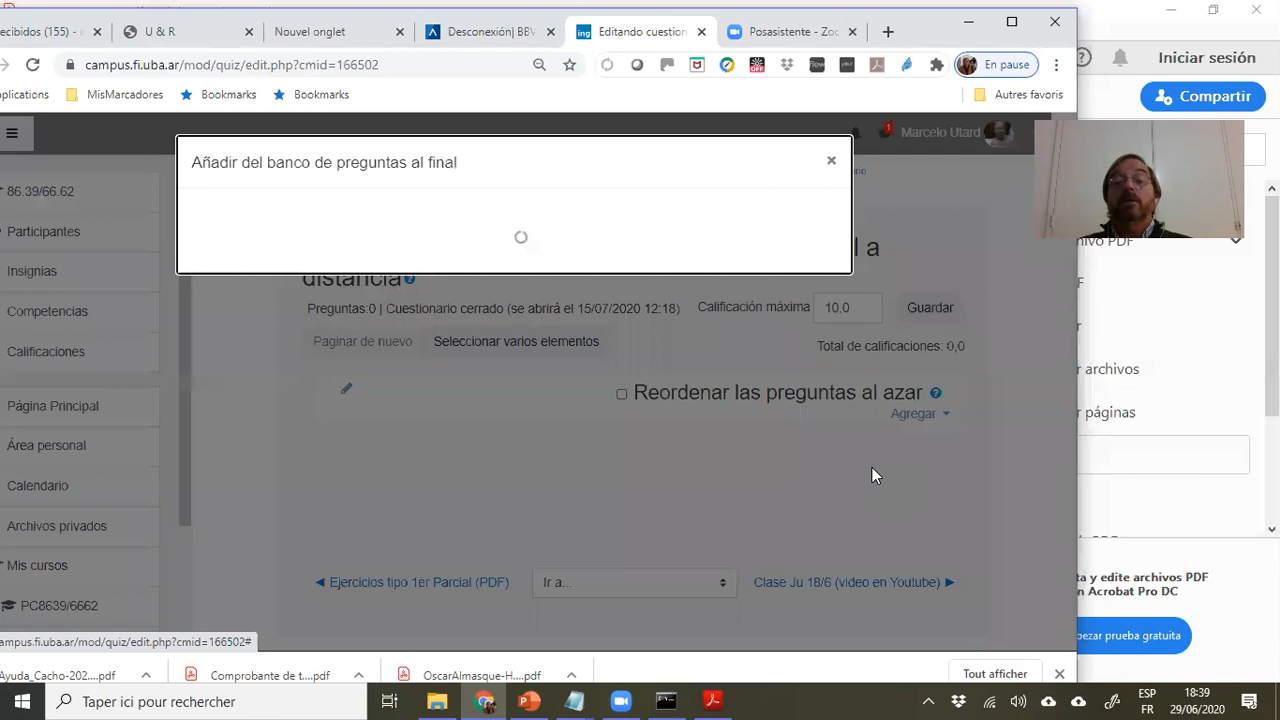 ecibidos (155) - e
U & R
Nouvel onglet
Desconexión| BBV
Editando cuestion
Posasistente - Zoo
campus.fi.uba.ar/mod/quiz/edit.php?cmid=166502
En pause
plications
MisMarcadores
Bookmarks
Bookmarks
Autres favoris
Iniciar sesión
Compartir
1
Marcelo Utard
Añadir del banco de preguntas al final
×
86.39/66.62
Participantes
Insignias
Competencias
Calificaciones
Página Principal
Área personal
Calendario
Archivos privados
Mis cursos
PC8639/6662
l a
distancia
Preguntas:0 | Cuestionario cerrado (se abrirá el 15/07/2020 12:18)
Calificación máxima
10,0
Guardar
Paginar de nuevo
Seleccionar varios elementos
Total de calificaciones: 0,0
Reordenar las preguntas al azar
Agregar
◄ Ejercicios tipo 1er Parcial (PDF)
Ir a...
Clase Ju 18/6 (video en Youtube) ►
campus.fi.uba.ar/mod/quiz/edit.php?cmid=166502#
rchivo PDF
F
r
r archivos
r páginas
ta y edite archivos PDF
n Acrobat Pro DC
pezar prueba gratuita
Ayuda_Cacho-202....pdf
Comprobante de t....pdf
OscarAlmasque-H....pdf
Tout afficher
Taper ici pour rechercher
ESP
FR
18:39
29/06/2020